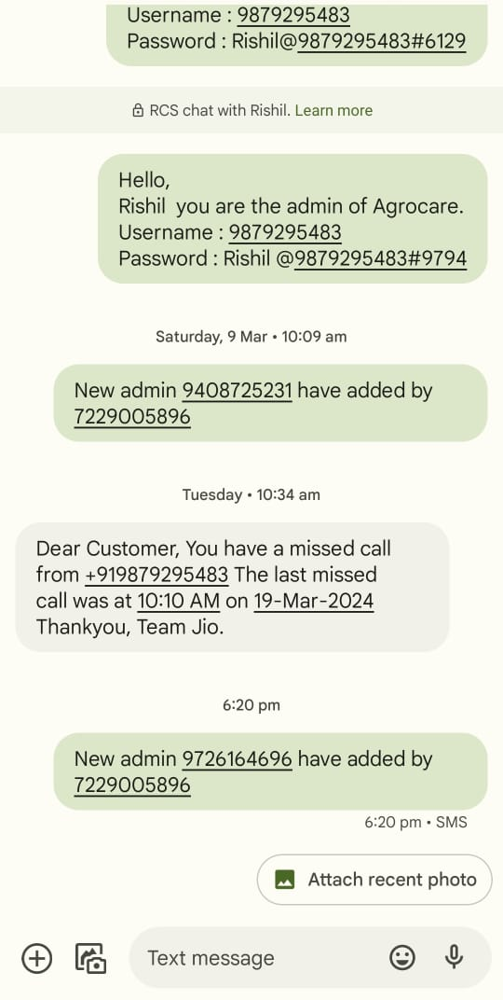 Username : 9879295483
Password : Rishil@9879295483#6129
RCS chat with Rishil. Learn more
Hello,
Rishil  you are the admin of Agrocare.
Username : 9879295483
Password : Rishil @9879295483#9794
Saturday, 9 Mar • 10:09 am
New admin 9408725231 have added by
7229005896
Tuesday • 10:34 am
Dear Customer, You have a missed call
from +919879295483 The last missed
call was at 10:10 AM on 19-Mar-2024
Thankyou, Team Jio.
6:20 pm
New admin 9726164696 have added by
7229005896
6:20 pm • SMS
Attach recent photo
Text message